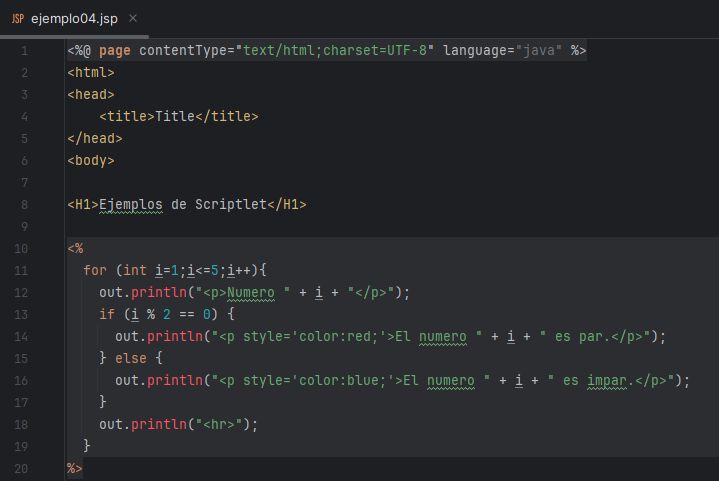 JSP ejemplo04.jsp ×
1 <%@ page contentType="text/html;charset=UTF-8" language="java" %>
2 <html>
3 <head>
4     <title>Title</title>
5 </head>
6 <body>
7
8 <H1>Ejemplos de Scriptlet</H1>
9
10 <%
11   for (int i=1;i<=5;i++){
12     out.println("<p>Numero " + i + "</p>");
13     if (i % 2 == 0) {
14       out.println("<p style='color:red;'>El numero " + i + " es par.</p>");
15     } else {
16       out.println("<p style='color:blue;'>El numero " + i + " es impar.</p>");
17     }
18     out.println("<hr>");
19   }
20 %>